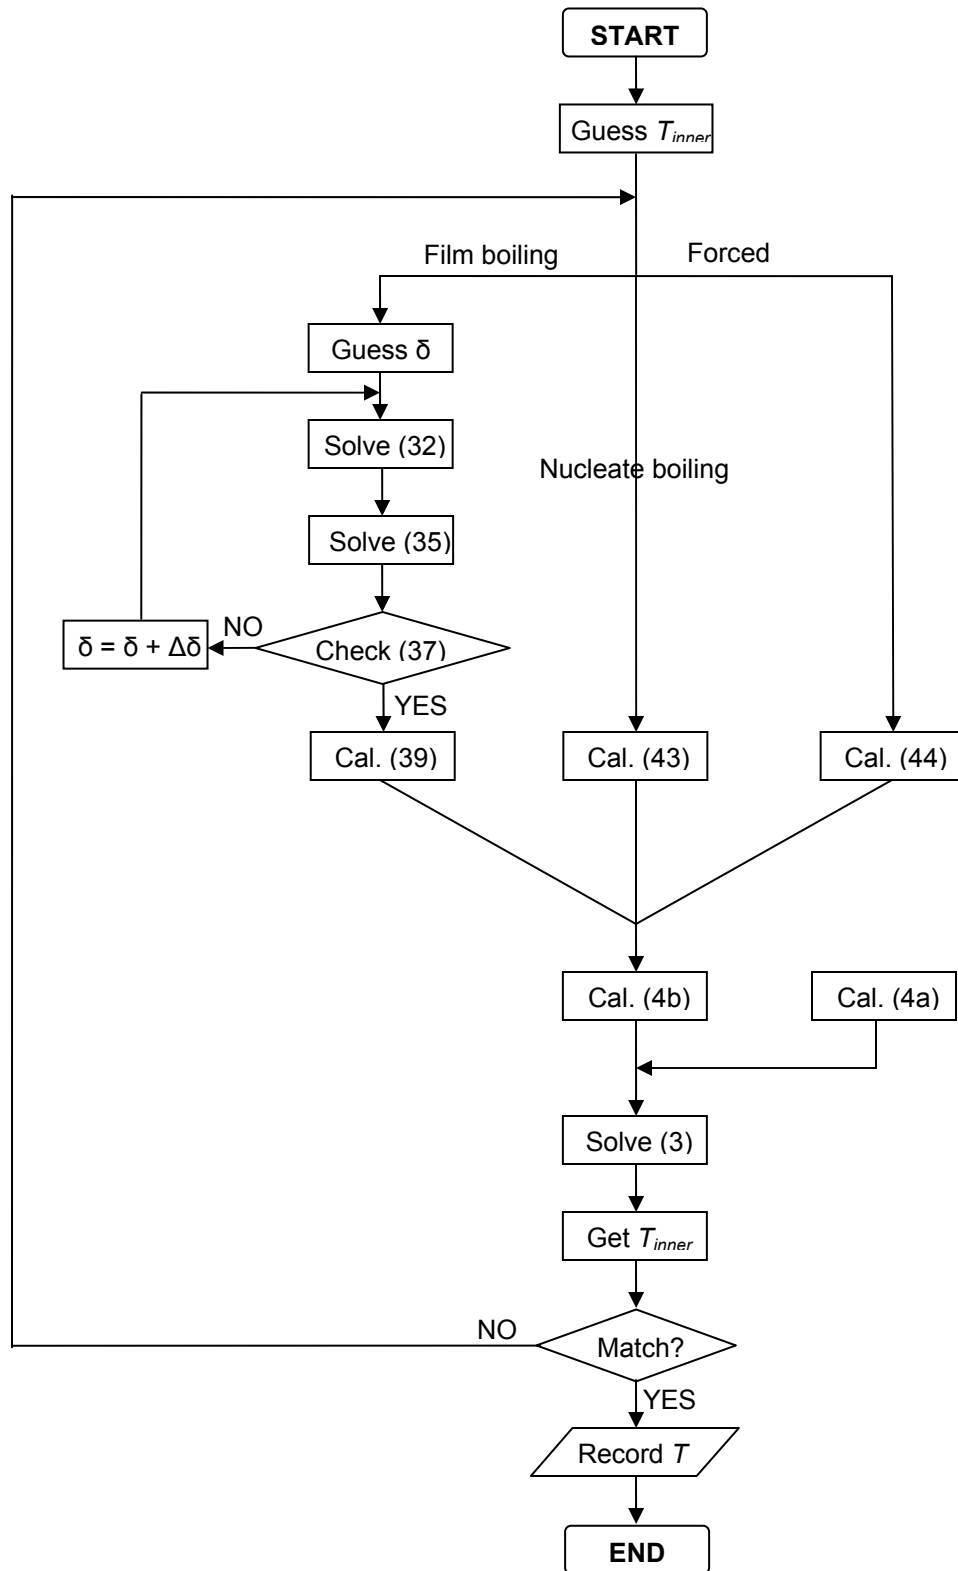 START
Guess T_inner
Film boiling
Forced
Guess δ
Solve (32)
Nucleate boiling
Solve (35)
NO
δ = δ + Δδ
Check (37)
YES
Cal. (39)
Cal. (43)
Cal. (44)
Cal. (4b)
Cal. (4a)
Solve (3)
Get T_inner
NO
Match?
YES
Record T
END